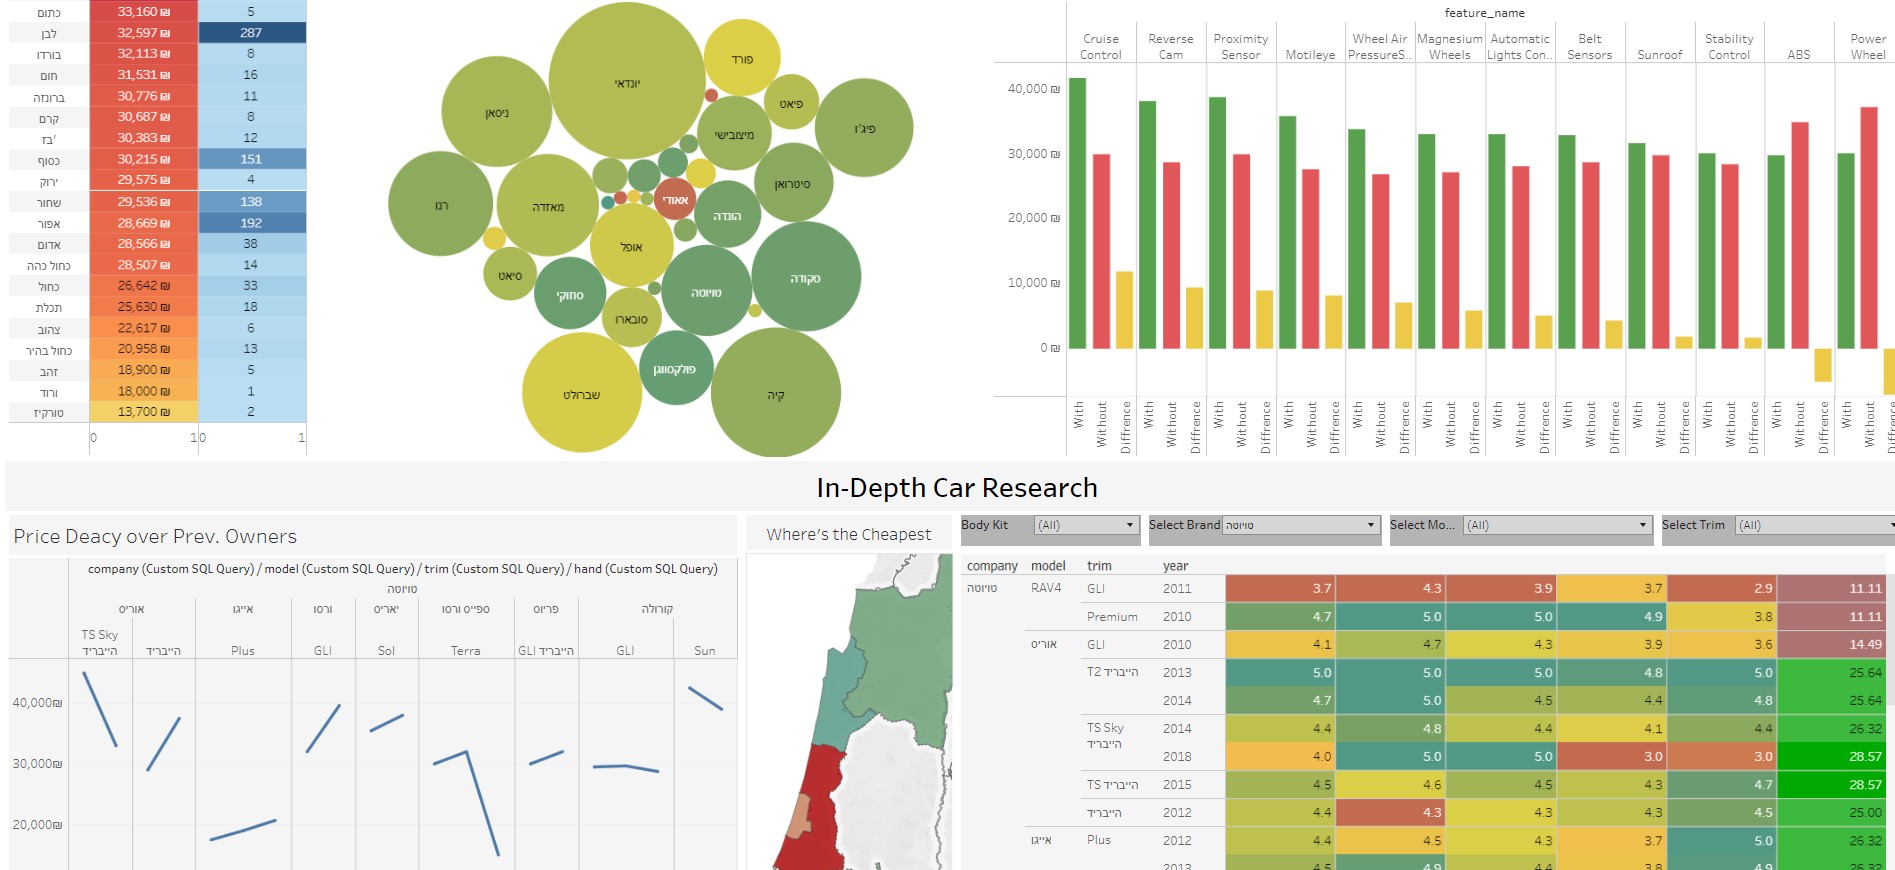 כתום 33,160 ₪ 5
לבן 32,597 ₪ 287
בורדו 32,113 ₪ 8
חום 31,531 ₪ 16
ברונזה 30,776 ₪ 11
קרם 30,687 ₪ 8
בז' 30,383 ₪ 12
כסוף 30,215 ₪ 151
ירוק 29,575 ₪ 4
שחור 29,536 ₪ 138
אפור 28,669 ₪ 192
אדום 28,566 ₪ 38
כחול כהה 28,507 ₪ 14
כחול 26,642 ₪ 33
תכלת 25,630 ₪ 18
צהוב 22,617 ₪ 6
כחול בהיר 20,958 ₪ 13
זהב 18,900 ₪ 5
ורוד 18,000 ₪ 1
טורקיז 13,700 ₪ 2
0 10 1
יונדאי
פורד
ניסאן
פיאט
מיצובישי
פיג'ו
סיטרואן
רנו
מאזדה
אאודי
הונדה
אופל
סיאט
סוזוקי
טויוטה
סקודה
סובארו
פולקסווגן
שברולט
קיה
feature_name
Cruise Control
Reverse Cam
Proximity Sensor
Motileye
Wheel Air PressureS..
Magnesium Wheels
Automatic Lights Con..
Belt Sensors
Sunroof
Stability Control
ABS
Power Wheel
40,000 ₪
30,000 ₪
20,000 ₪
10,000 ₪
0 ₪
With Without Diffrence With Without Diffrence With Without Diffrence With Without Diffrence With Without Diffrence With Without Diffrence With Without Diffrence With Without Diffrence With Without Diffrence With Without Diffrence With Without Diffrence With Without Diffrence
In-Depth Car Research
Price Deacy over Prev. Owners
company (Custom SQL Query) / model (Custom SQL Query) / trim (Custom SQL Query) / hand (Custom SQL Query)
טויוטה
אוריס אייגו ורסו יאריס ספייס ורסו פריוס קורולה
TS Sky הייבריד
הייבריד
Plus
GLI
Sol
Terra
GLI הייבריד
GLI
Sun
40,000₪
30,000₪
20,000₪
Where's the Cheapest
Body Kit (All) Select Brand טויוטה Select Mo... (All) Select Trim (All)
company model trim year
טויוטה RAV4 GLI 2011 3.7 4.3 3.9 3.7 2.9 11.11
Premium 2010 4.7 5.0 5.0 4.9 3.8 11.11
אוריס GLI 2010 4.1 4.7 4.3 3.9 3.6 14.49
T2 הייבריד 2013 5.0 5.0 5.0 4.8 5.0 25.64
2014 4.7 5.0 4.5 4.4 4.8 25.64
TS Sky הייבריד 2014 4.4 4.8 4.4 4.1 4.4 26.32
2018 4.0 5.0 5.0 3.0 3.0 28.57
TS הייבריד 2015 4.5 4.6 4.5 4.3 4.7 28.57
הייבריד 2012 4.4 4.3 4.3 4.3 4.5 25.00
אייגו Plus 2012 4.4 4.5 4.3 3.7 5.0 26.32
2013 4.5 4.9 4.4 3.8 4.9 26.32